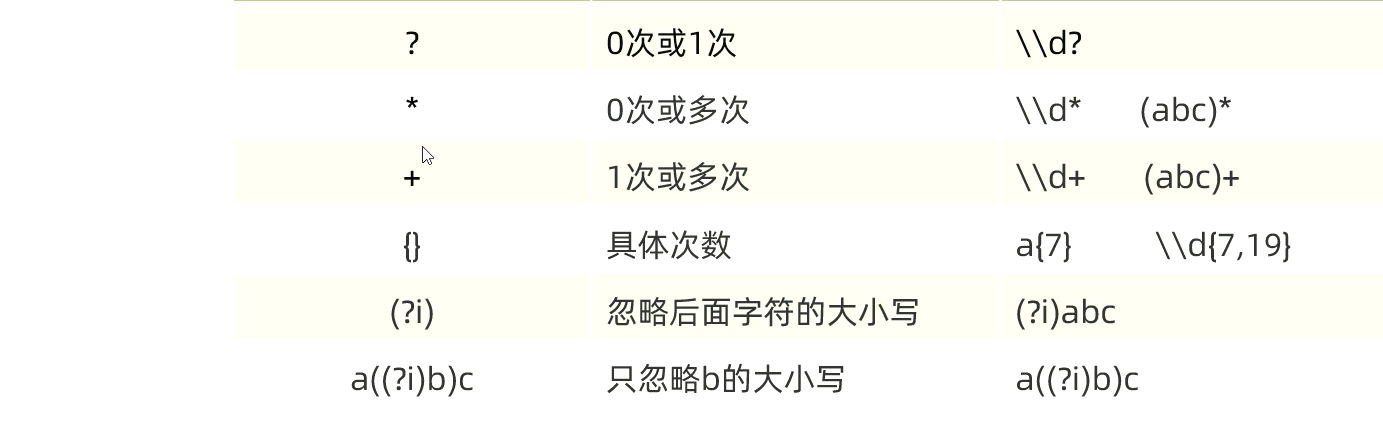 ? 0次或1次 \\d?
* 0次或多次 \\d* (abc)*
+ 1次或多次 \\d+ (abc)+
{} 具体次数 a{7} \\d{7,19}
(?i) 忽略后面字符的大小写 (?i)abc
a((?i)b)c 只忽略b的大小写 a((?i)b)c